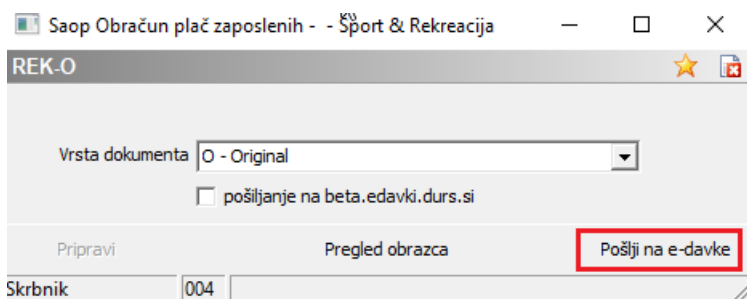 Saop Obračun plač zaposlenih - - Šport & Rekreacija
REK-O
Vrsta dokumenta O - Original
pošiljanje na beta.edavki.durs.si
Pripravi Pregled obrazca Pošlji na e-davke
Skrbnik 004